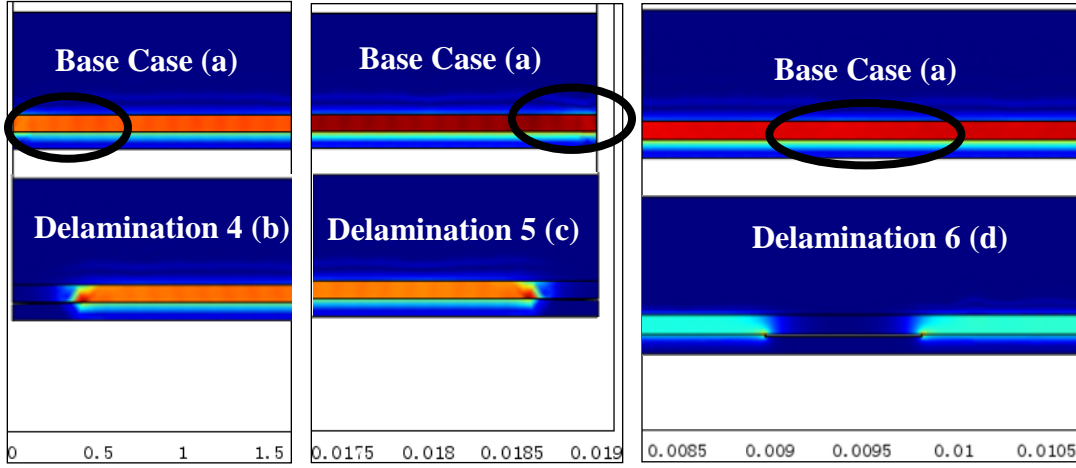 Base Case (a)
Base Case (a)
Base Case (a)
Delamination 4 (b)
Delamination 5 (c)
Delamination 6 (d)
0 0.5 1 1.5
0.0175 0.018 0.0185 0.019
0.0085 0.009 0.0095 0.01 0.0105